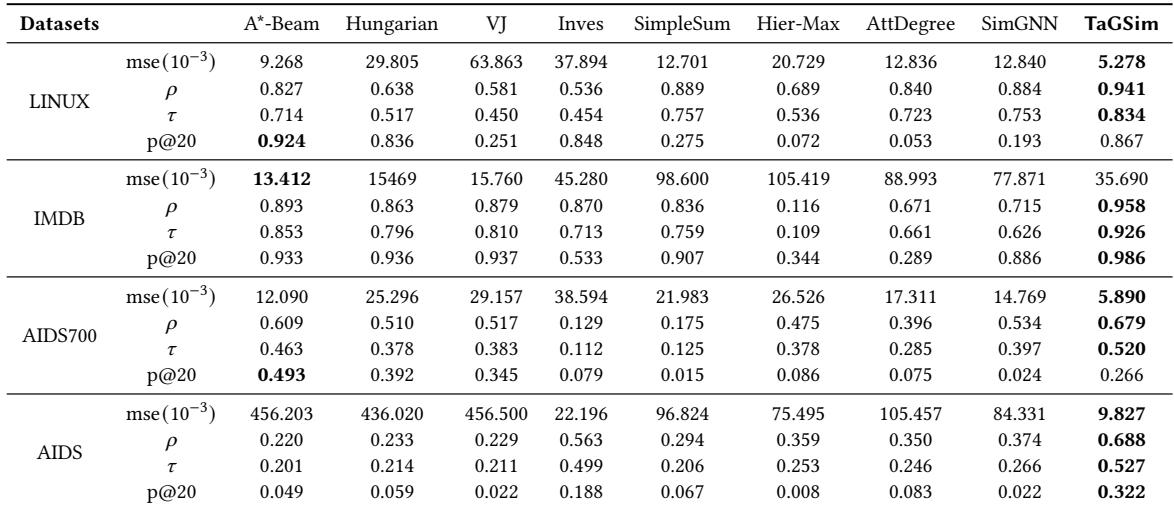 Datasets A*-Beam Hungarian VJ Inves SimpleSum Hier-Max AttDegree SimGNN TaGSim
mse(10⁻³) 9.268 29.805 63.863 37.894 12.701 20.729 12.836 12.840 5.278
LINUX
ρ 0.827 0.638 0.581 0.536 0.889 0.689 0.840 0.884 0.941
τ 0.714 0.517 0.450 0.454 0.757 0.536 0.723 0.753 0.834
p@20 0.924 0.836 0.251 0.848 0.275 0.072 0.053 0.193 0.867
mse(10⁻³) 13.412 15469 15.760 45.280 98.600 105.419 88.993 77.871 35.690
IMDB
ρ 0.893 0.863 0.879 0.870 0.836 0.116 0.671 0.715 0.958
τ 0.853 0.796 0.810 0.713 0.759 0.109 0.661 0.626 0.926
p@20 0.933 0.936 0.937 0.533 0.907 0.344 0.289 0.886 0.986
mse(10⁻³) 12.090 25.296 29.157 38.594 21.983 26.526 17.311 14.769 5.890
AIDS700
ρ 0.609 0.510 0.517 0.129 0.175 0.475 0.396 0.534 0.679
τ 0.463 0.378 0.383 0.112 0.125 0.378 0.285 0.397 0.520
p@20 0.493 0.392 0.345 0.079 0.015 0.086 0.075 0.024 0.266
mse(10⁻³) 456.203 436.020 456.500 22.196 96.824 75.495 105.457 84.331 9.827
AIDS
ρ 0.220 0.233 0.229 0.563 0.294 0.359 0.350 0.374 0.688
τ 0.201 0.214 0.211 0.499 0.206 0.253 0.246 0.266 0.527
p@20 0.049 0.059 0.022 0.188 0.067 0.008 0.083 0.022 0.322